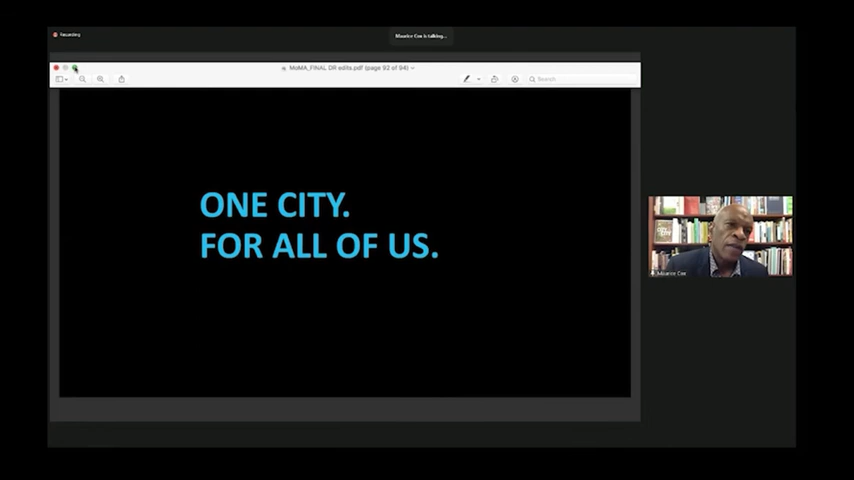 Recording
Maurice Cox is talking...
MoMA_FINAL DR edits.pdf (page 92 of 94)
Search
ONE CITY.
FOR ALL OF US.
Maurice Cox